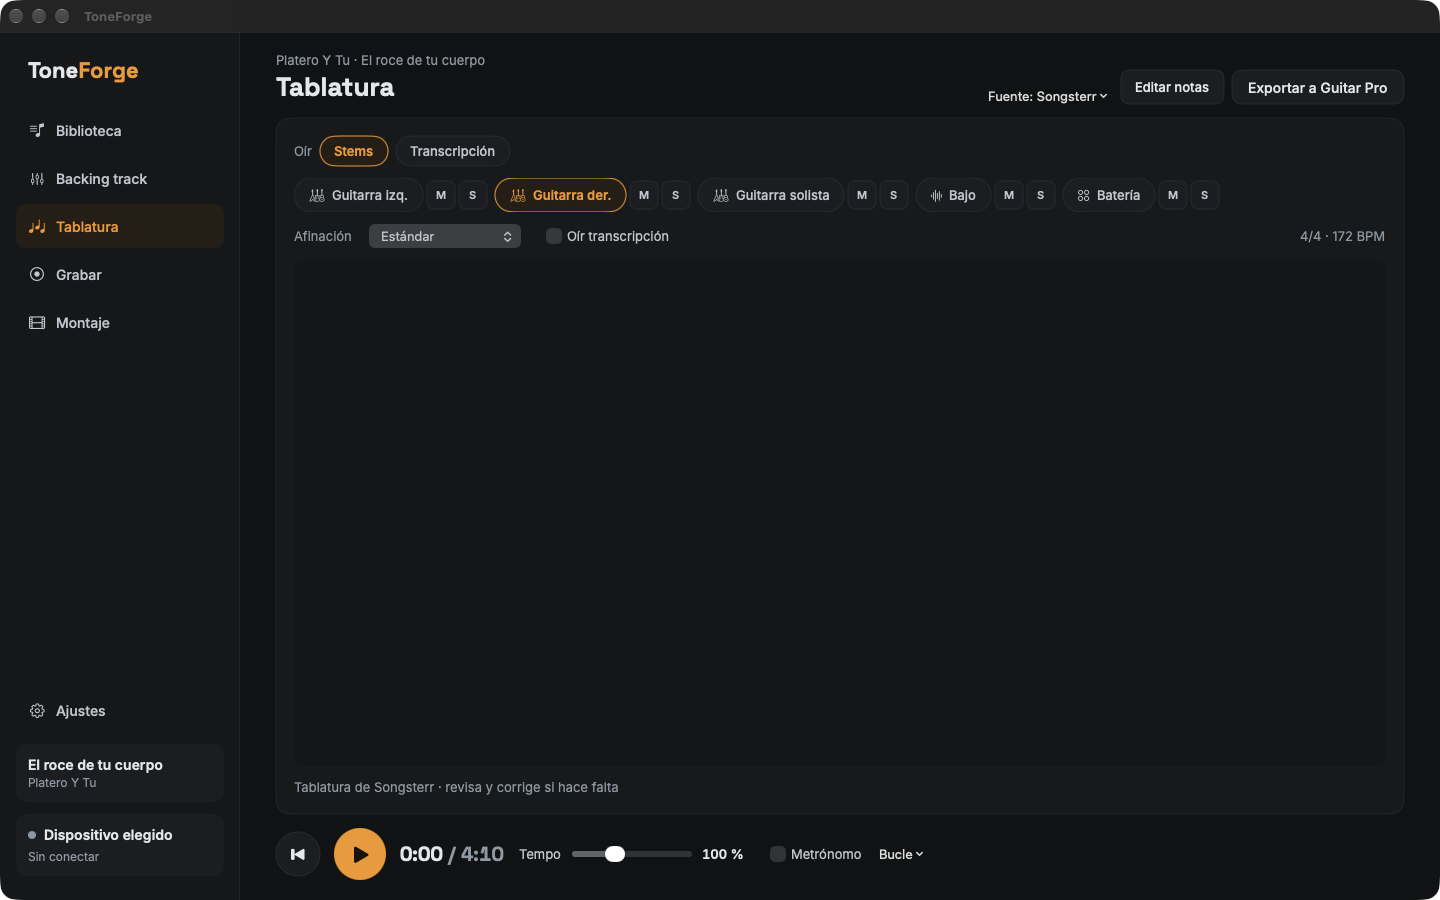 ToneForge
ToneForge
Biblioteca
Backing track
Tablatura
Grabar
Montaje
Ajustes
El roce de tu cuerpo
Platero Y Tu
Dispositivo elegido
Sin conectar
Platero Y Tu · El roce de tu cuerpo
Tablatura
Fuente: Songsterr
Editar notas
Exportar a Guitar Pro
Oír Stems Transcripción
Guitarra izq. M S Guitarra der. M S Guitarra solista M S Bajo M S Batería M S
Afinación Estándar Oír transcripción 4/4 · 172 BPM
Tablatura de Songsterr · revisa y corrige si hace falta
0:00 / 4:10 Tempo 100 % Metrónomo Bucle